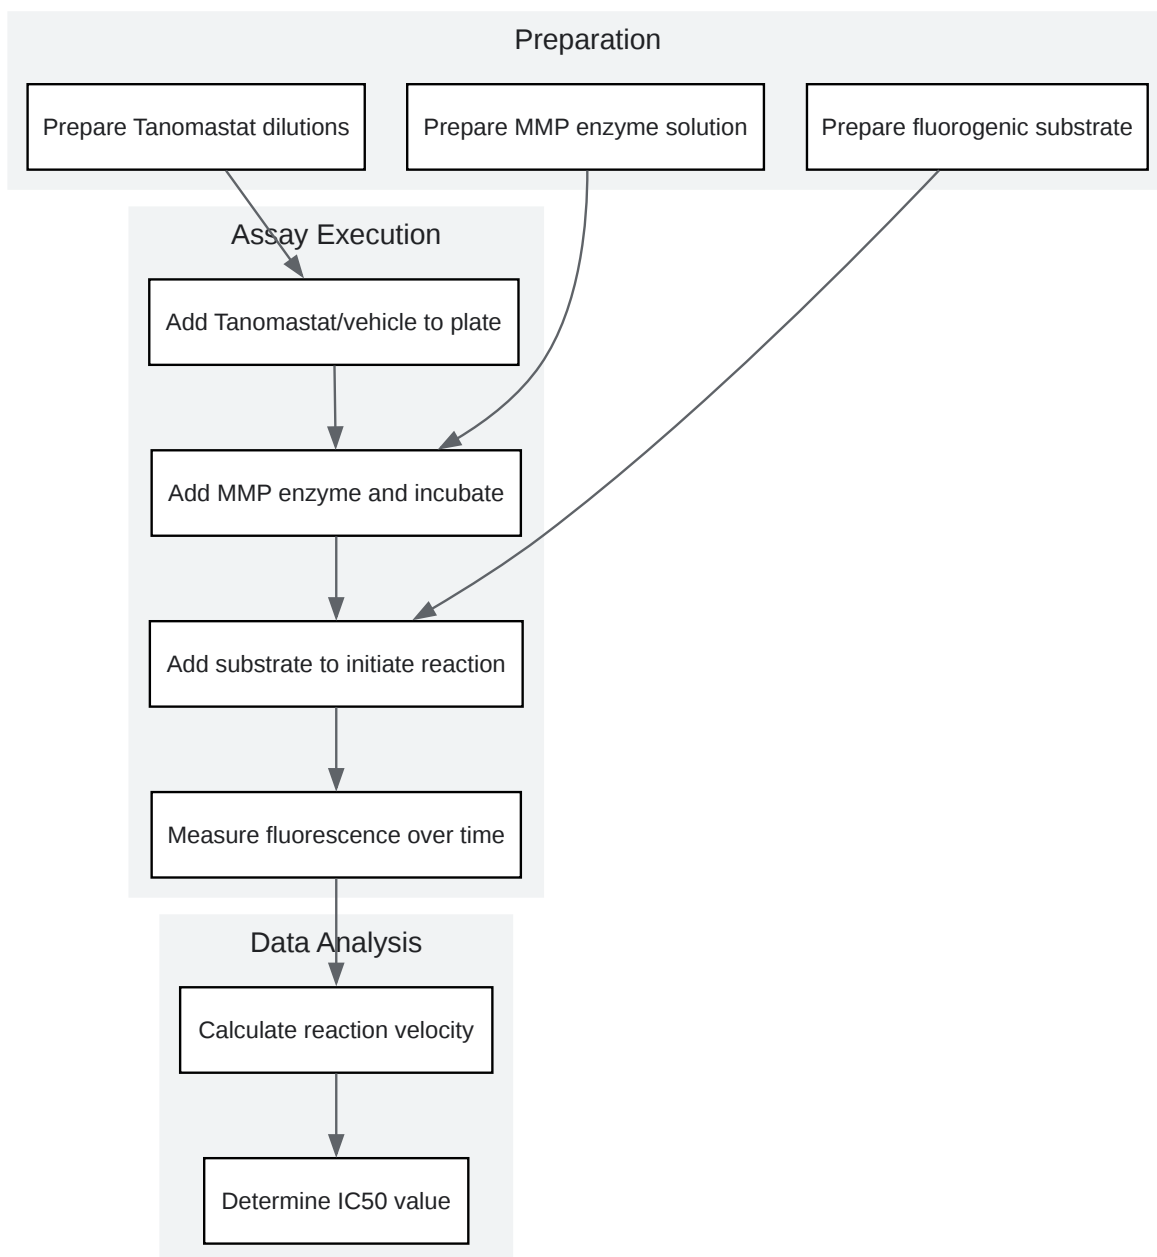 Preparation
Prepare Tanomastat dilutions
Prepare MMP enzyme solution
Prepare fluorogenic substrate
Assay Execution
Add Tanomastat/vehicle to plate
Add MMP enzyme and incubate
Add substrate to initiate reaction
Measure fluorescence over time
Data Analysis
Calculate reaction velocity
Determine IC50 value